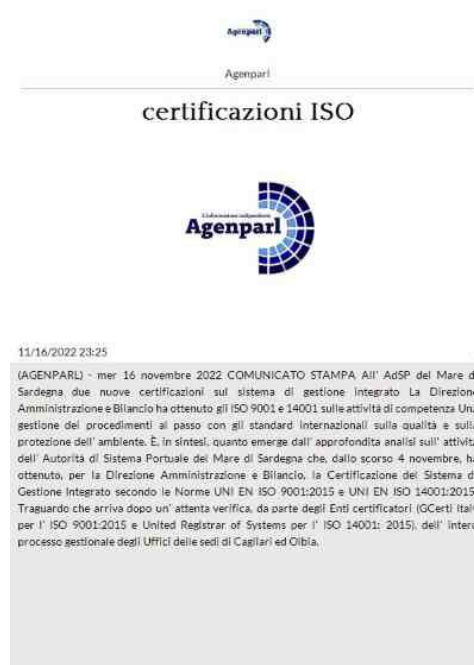 Agenparl
Agenparl
certificazioni ISO
L'informazione indipendente
Agenparl
11/16/2022 23:25
(AGENPARL) - mer 16 novembre 2022 COMUNICATO STAMPA All' AdSP del Mare d
Sardegna due nuove certificazioni sul sistema di gestione integrato La Direzione
Amministrazione e Bilancio ha ottenuto gli ISO 9001 e 14001 sulle attività di competenza Una
gestione dei procedimenti al passo con gli standard internazionali sulla qualità e sulla
protezione dell' ambiente. È, in sintesi, quanto emerge dall' approfondita analisi sull' attività
dell' Autorità di Sistema Portuale del Mare di Sardegna che, dallo scorso 4 novembre, ha
ottenuto, per la Direzione Amministrazione e Bilancio, la Certificazione del Sistema d
Gestione Integrato secondo le Norme UNI EN ISO 9001:2015 e UNI EN ISO 14001:2015
Traguardo che arriva dopo un' attenta verifica, da parte degli Enti certificatori (GCerti Italy
per l' ISO 9001:2015 e United Registrar of Systems per l' ISO 14001: 2015), dell' intero
processo gestionale degli Uffici delle sedi di Cagliari ed Olbia.